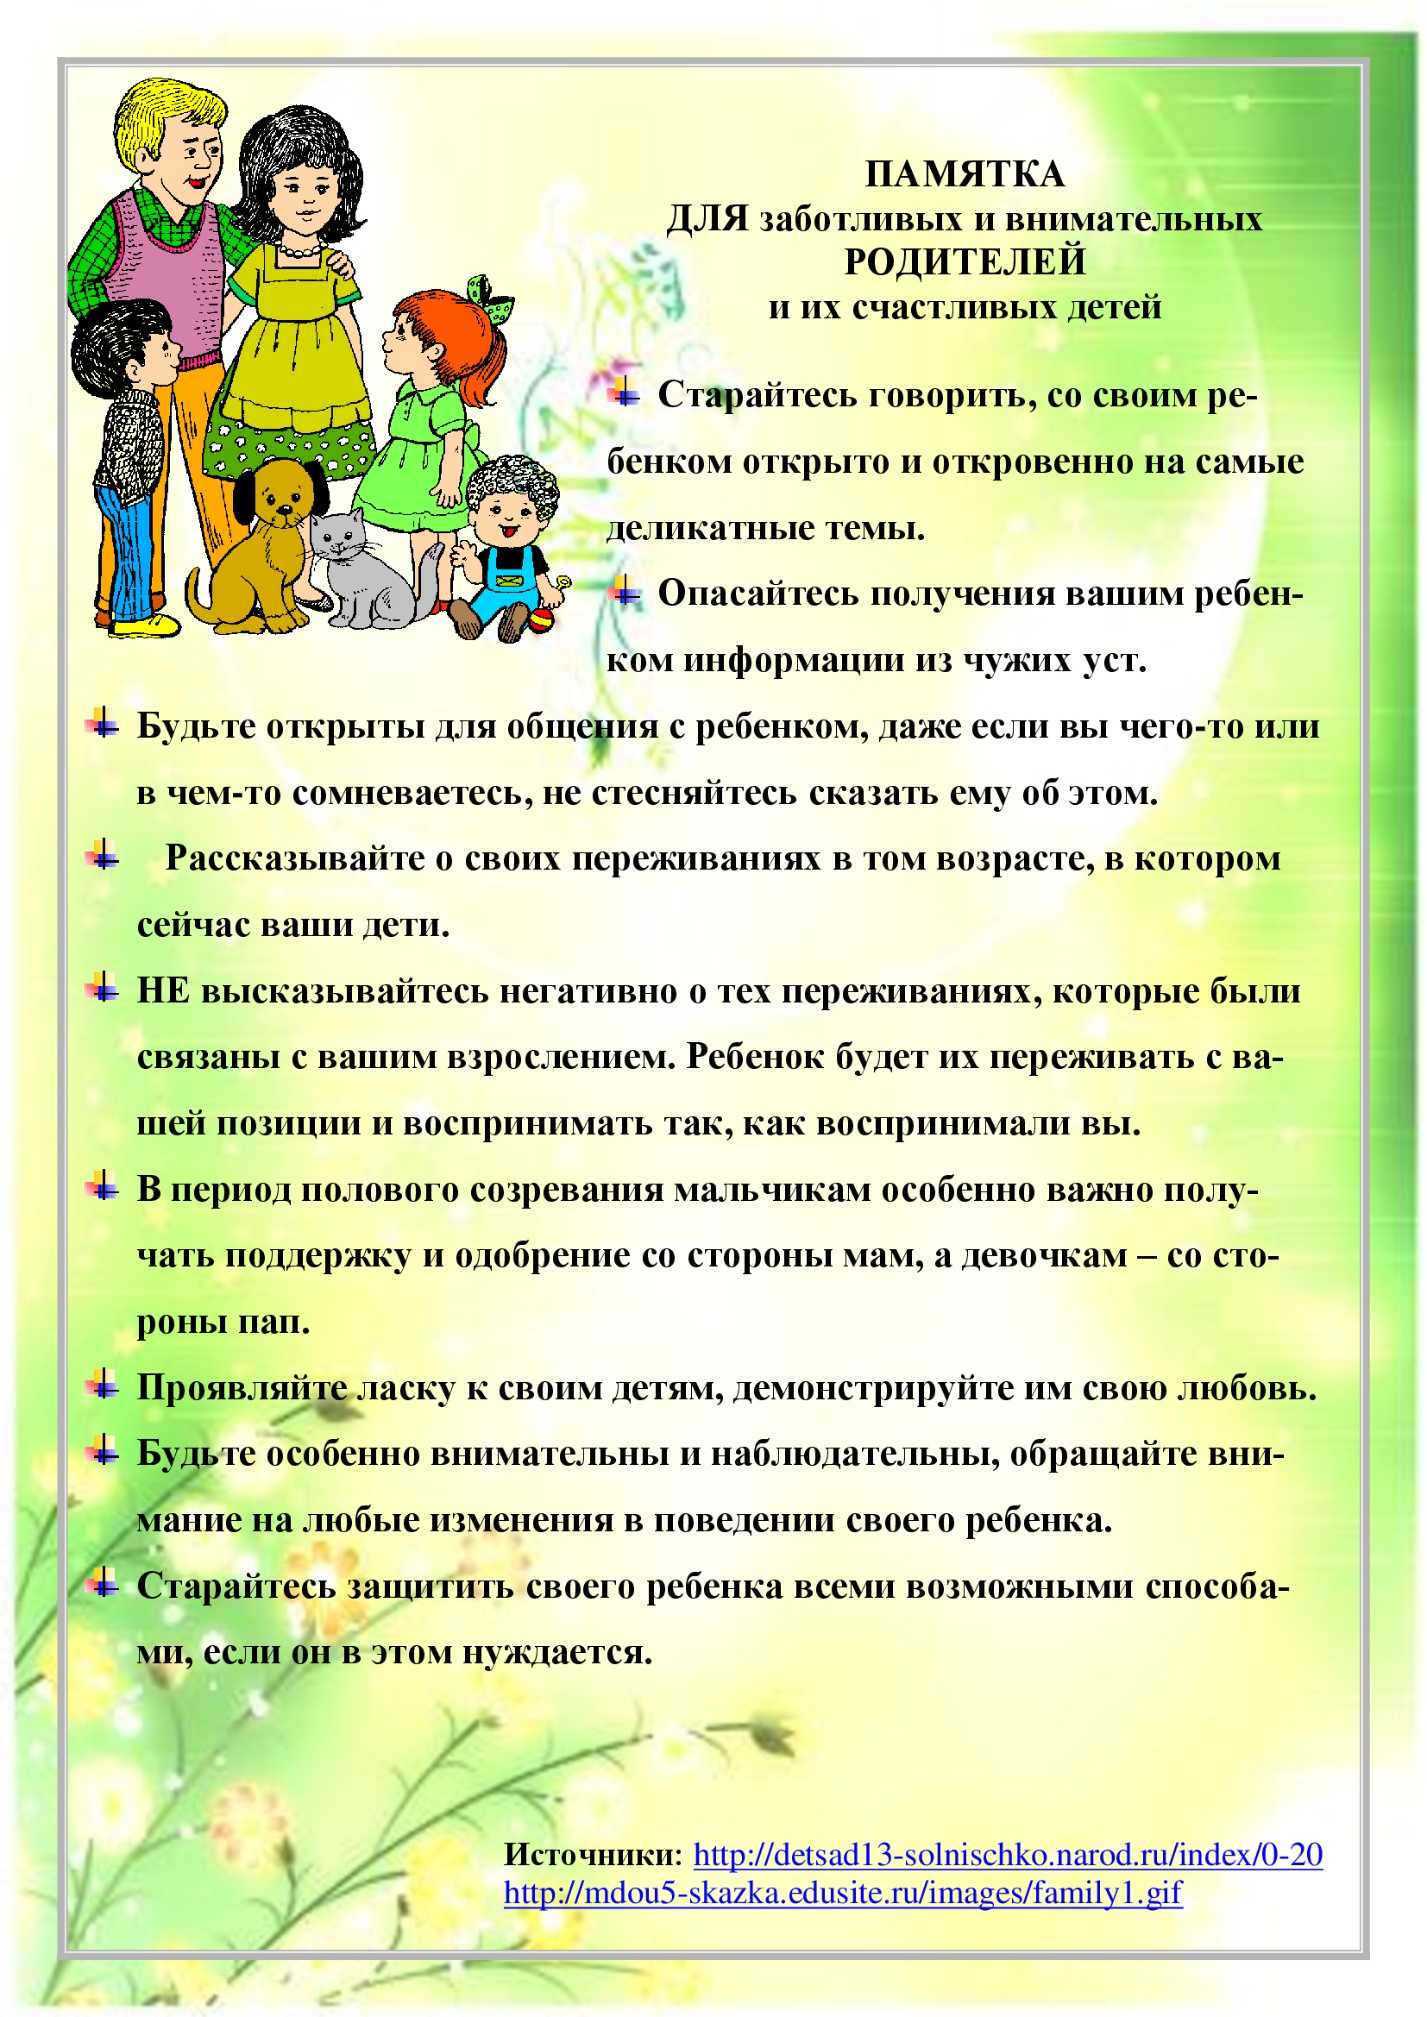 ПАМЯТКА
ДЛЯ заботливых и внимательных
РОДИТЕЛЕЙ
и их счастливых детей
Старайтесь говорить, со своим ре-
бенком открыто и откровенно на самые
деликатные темы.
Опасайтесь получения вашим ребен-
ком информации из чужих уст.
Будьте открыты для общения с ребенком, даже если вы чего-то или
в чем-то сомневаетесь, не стесняйтесь сказать ему об этом.
Рассказывайте о своих переживаниях в том возрасте, в котором
сейчас ваши дети.
НЕ высказывайтесь негативно о тех переживаниях, которые были
связаны с вашим взрослением. Ребенок будет их переживать с ва-
шей позиции и воспринимать так, как воспринимали вы.
В период полового созревания мальчикам особенно важно полу-
чать поддержку и одобрение со стороны мам, а девочкам – со сто-
роны пап.
Проявляйте ласку к своим детям, демонстрируйте им свою любовь.
Будьте особенно внимательны и наблюдательны, обращайте вни-
мание на любые изменения в поведении своего ребенка.
Старайтесь защитить своего ребенка всеми возможными способа-
ми, если он в этом нуждается.
Источники: http://detsad13-solnischko.narod.ru/index/0-20
http://mdou5-skazka.edusite.ru/images/family1.gif